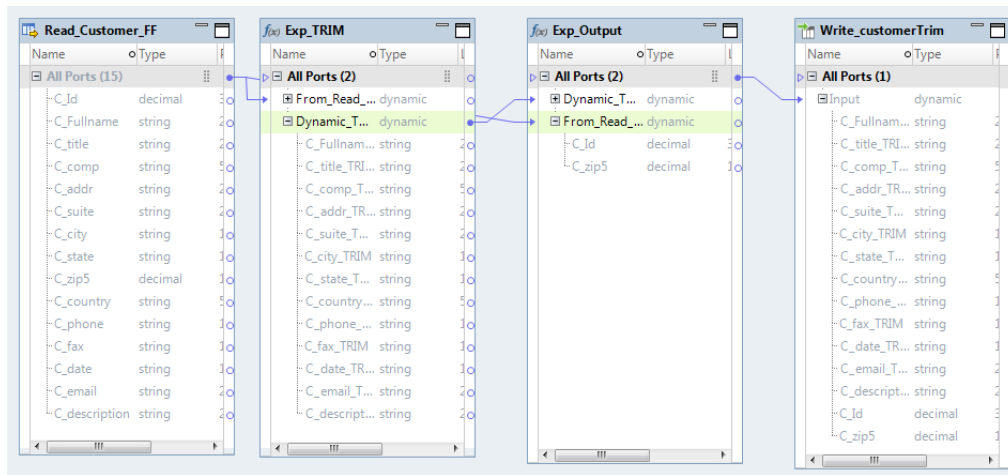 Read_Customer_FF
Name Type
All Ports (15)
C_Id decimal
C_Fullname string
C_title string
C_comp string
C_addr string
C_suite string
C_city string
C_state string
C_zip5 decimal
C_country string
C_phone string
C_fax string
C_date string
C_email string
C_description string
f(x) Exp_TRIM
Name Type
All Ports (2)
From_Read_... dynamic
Dynamic_T... dynamic
C_Fullnam... string
C_title_TRI... string
C_comp_T... string
C_addr_TR... string
C_suite_T... string
C_city_TRIM string
C_state_T... string
C_country... string
C_phone_... string
C_fax_TRIM string
C_date_TR... string
C_email_T... string
C_descript... string
f(x) Exp_Output
Name Type
All Ports (2)
Dynamic_T... dynamic
From_Read_... dynamic
C_Id decimal
C_zip5 decimal
Write_customerTrim
Name Type
All Ports (1)
Input dynamic
C_Fullnam... string
C_title_TRI... string
C_comp_T... string
C_addr_TR... string
C_suite_T... string
C_city_TRIM string
C_state_T... string
C_country... string
C_phone_... string
C_fax_TRIM string
C_date_TR... string
C_email_T... string
C_descript... string
C_Id decimal
C_zip5 decimal